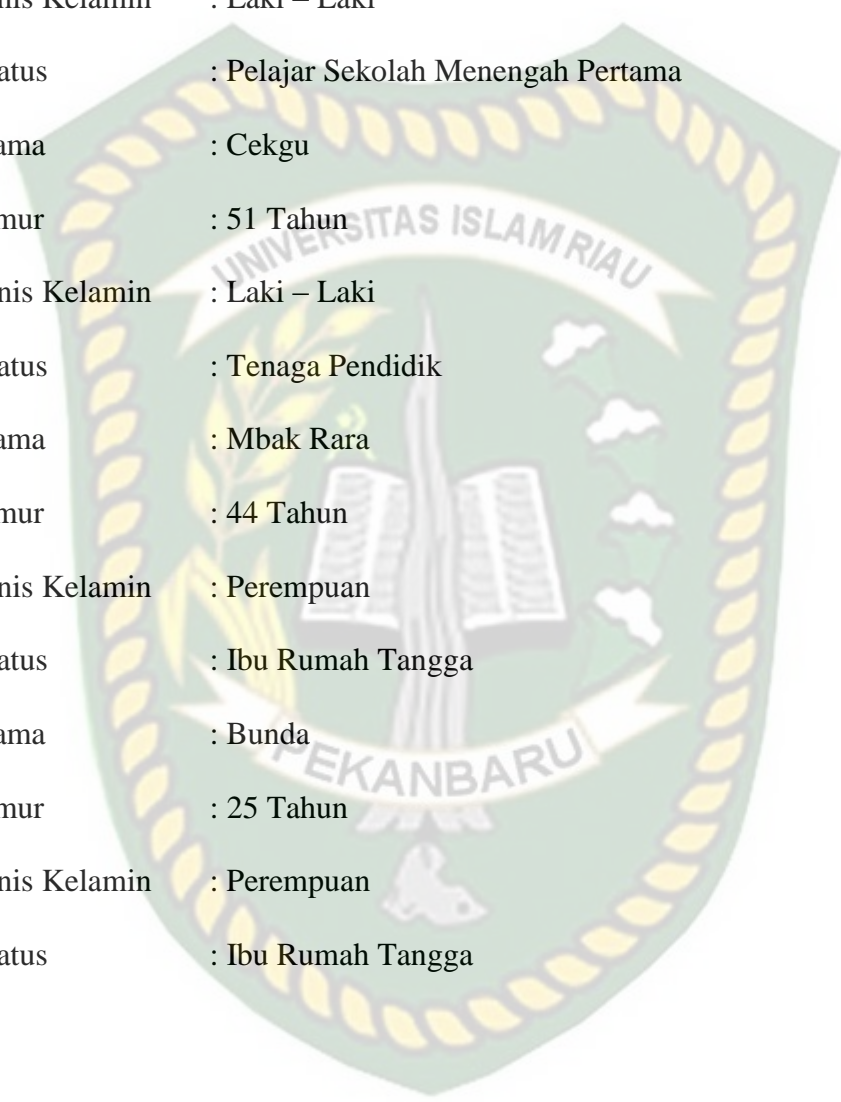 nis Kelamin : Laki – Laki
atus : Pelajar Sekolah Menengah Pertama
ama : Cekgu
mur : 51 Tahun
UNIVERSITAS ISLAM RIAU
nis Kelamin : Laki – Laki
atus : Tenaga Pendidik
ama : Mbak Rara
mur : 44 Tahun
nis Kelamin : Perempuan
atus : Ibu Rumah Tangga
ama : Bunda
PEKANBARU
mur : 25 Tahun
nis Kelamin : Perempuan
atus : Ibu Rumah Tangga